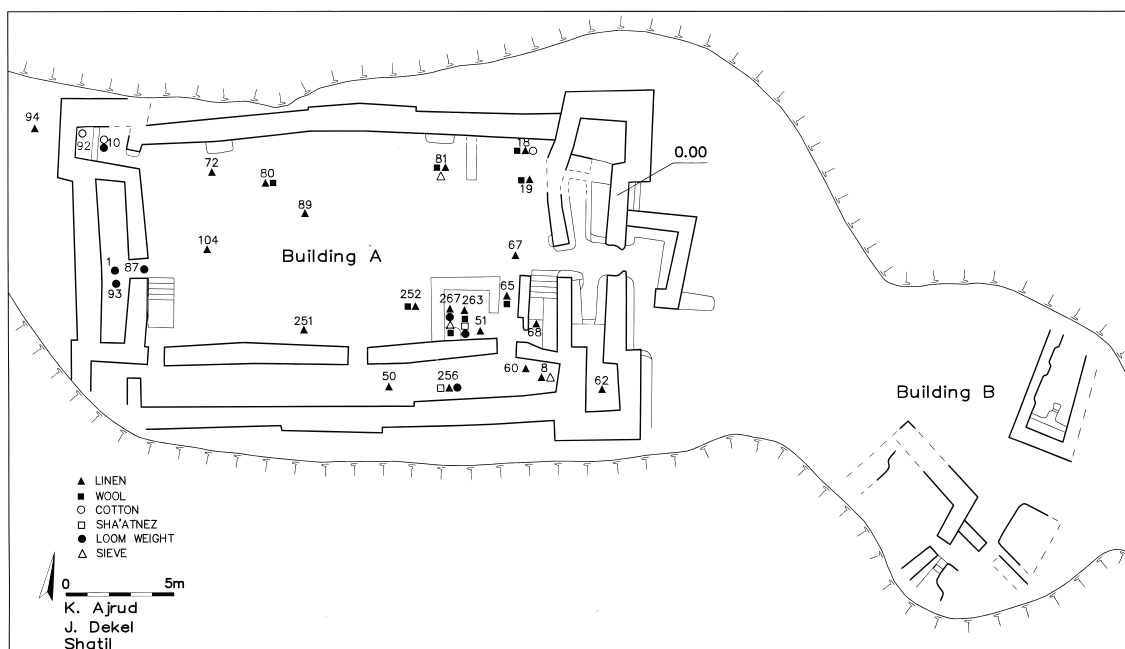 94
92
10
18
0.00
72
80
81
19
89
104
67
Building A
1
87
93
252
267
263
65
251
51
68
50
256
60
8
62
Building B
LINEN
WOOL
COTTON
SHA'ATNEZ
LOOM WEIGHT
SIEVE
0 5m
K. Ajrud
J. Dekel
Shatil